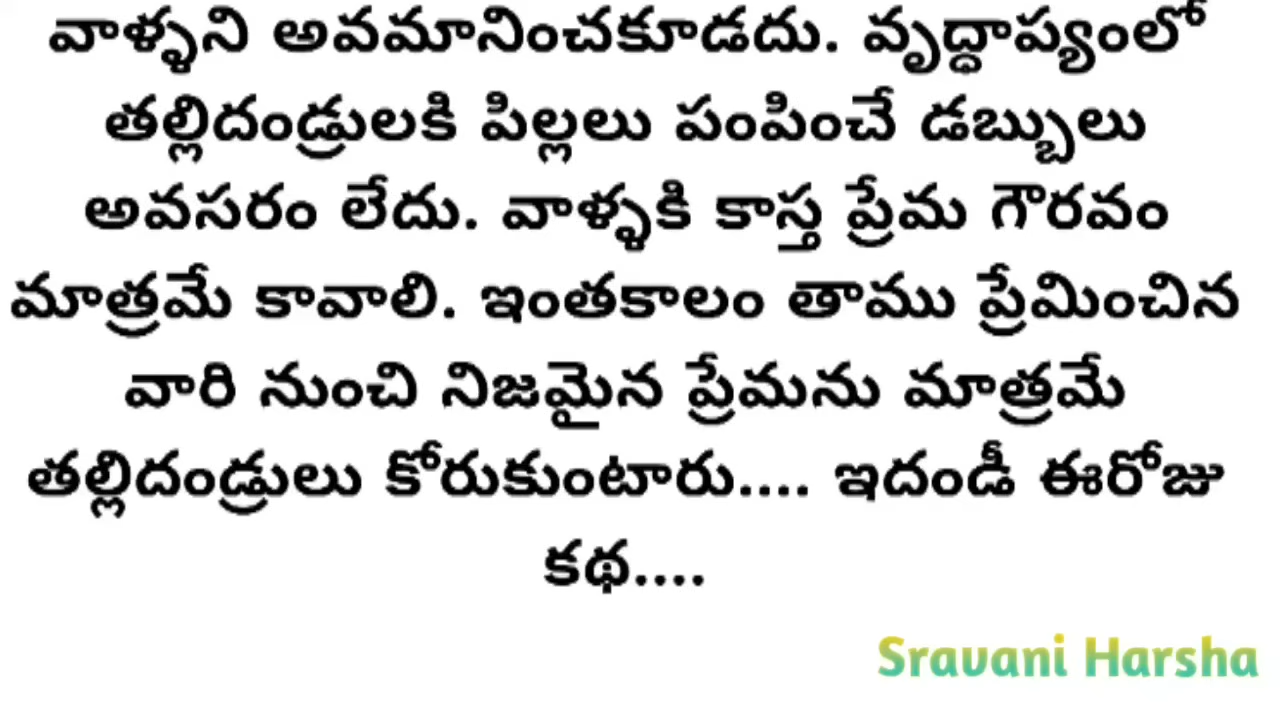 వాళ్ళని అవమానించకూడదు. వృద్ధాప్యంలో
తల్లిదండ్రులకి పిల్లలు పంపించే డబ్బులు
అవసరం లేదు. వాళ్ళకి కాస్త ప్రేమ గౌరవం
మాత్రమే కావాలి. ఇంతకాలం తాము ప్రేమించిన
వారి నుంచి నిజమైన ప్రేమను మాత్రమే
తల్లిదండ్రులు కోరుకుంటారు.... ఇదండీ ఈరోజు
కథ....
Sravani Harsha